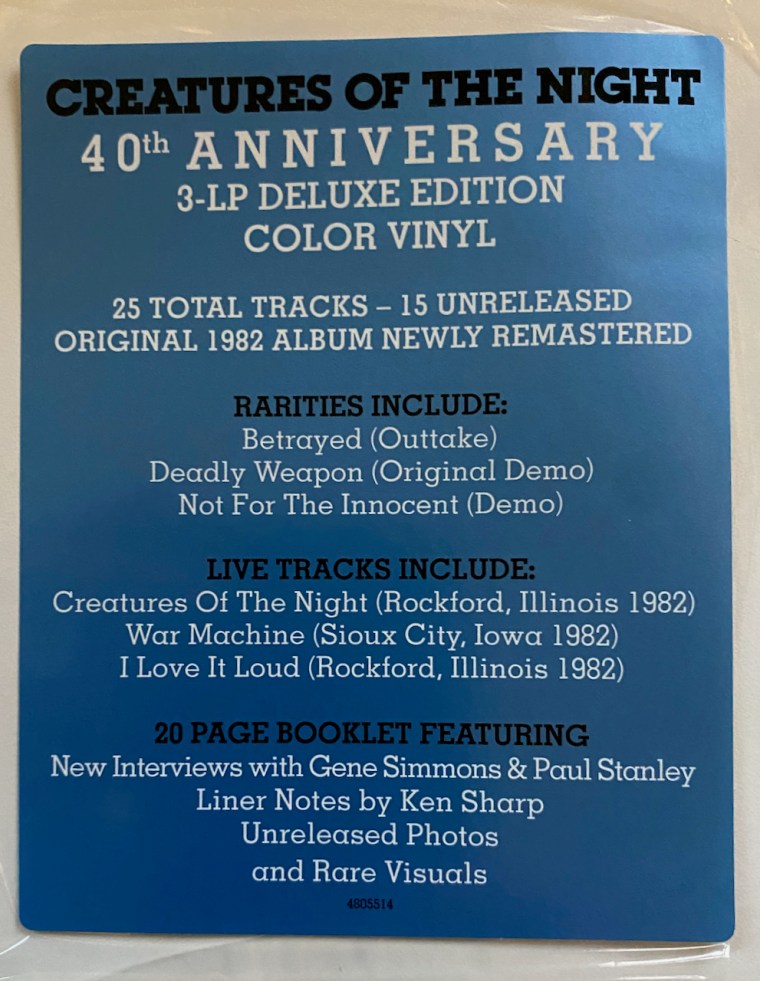 CREATURES OF THE NIGHT
40th ANNIVERSARY
3-LP DELUXE EDITION
COLOR VINYL
25 TOTAL TRACKS – 15 UNRELEASED
ORIGINAL 1982 ALBUM NEWLY REMASTERED
RARITIES INCLUDE:
Betrayed (Outtake)
Deadly Weapon (Original Demo)
Not For The Innocent (Demo)
LIVE TRACKS INCLUDE:
Creatures Of The Night (Rockford, Illinois 1982)
War Machine (Sioux City, Iowa 1982)
I Love It Loud (Rockford, Illinois 1982)
20 PAGE BOOKLET FEATURING
New Interviews with Gene Simmons & Paul Stanley
Liner Notes by Ken Sharp
Unreleased Photos
and Rare Visuals
4805514